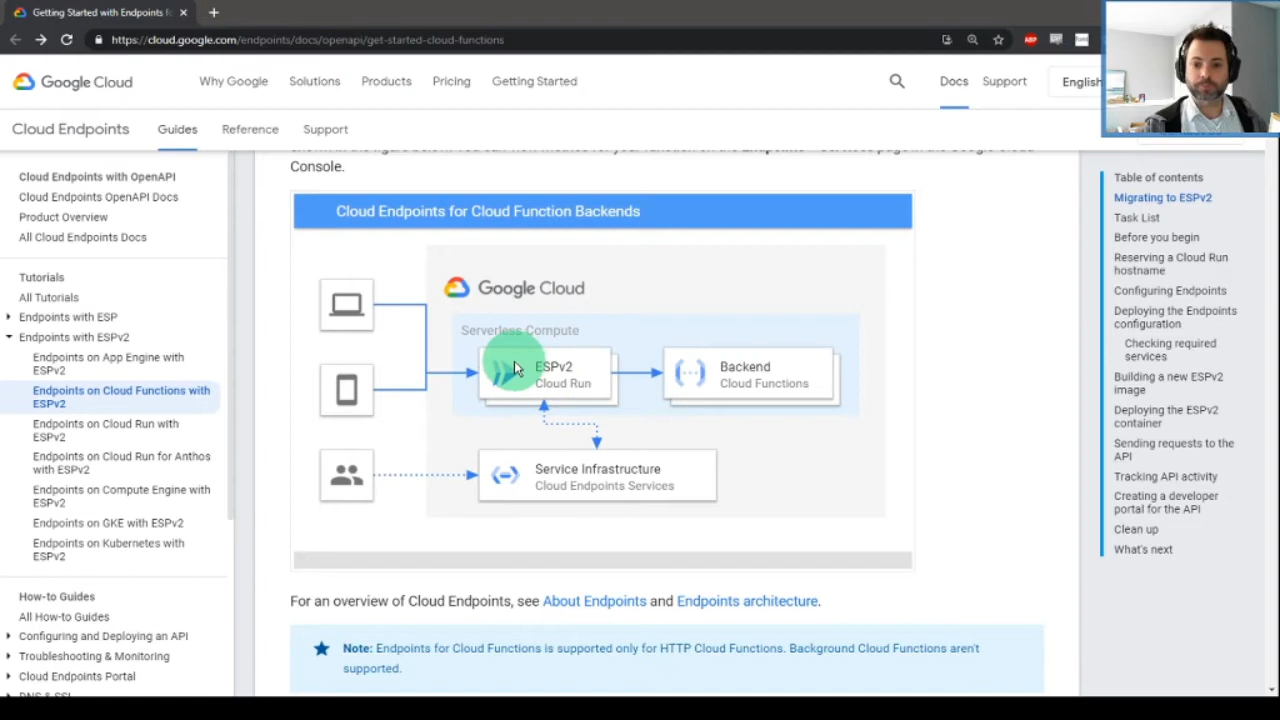 Getting Started with Endpoints f
https://cloud.google.com/endpoints/docs/openapi/get-started-cloud-functions
ABP
Google Cloud
Why Google
Solutions
Products
Pricing
Getting Started
Docs
Support
English
Cloud Endpoints
Guides
Reference
Support
Cloud Endpoints with OpenAPI
Cloud Endpoints OpenAPI Docs
Product Overview
All Cloud Endpoints Docs
Tutorials
All Tutorials
Endpoints with ESP
Endpoints with ESPv2
Endpoints on App Engine with
ESPv2
Endpoints on Cloud Functions with
ESPv2
Endpoints on Cloud Run with
ESPv2
Endpoints on Cloud Run for Anthos
with ESPv2
Endpoints on Compute Engine with
ESPv2
Endpoints on GKE with ESPv2
Endpoints on Kubernetes with
ESPv2
How-to Guides
All How-to Guides
Configuring and Deploying an API
Troubleshooting & Monitoring
Cloud Endpoints Portal
DNS & SSL
Console.
Cloud Endpoints for Cloud Function Backends
Google Cloud
Serverless Compute
ESPv2
Cloud Run
Backend
Cloud Functions
Service Infrastructure
Cloud Endpoints Services
For an overview of Cloud Endpoints, see About Endpoints and Endpoints architecture.
Note: Endpoints for Cloud Functions is supported only for HTTP Cloud Functions. Background Cloud Functions aren't
supported.
Table of contents
Migrating to ESPv2
Task List
Before you begin
Reserving a Cloud Run
hostname
Configuring Endpoints
Deploying the Endpoints
configuration
Checking required
services
Building a new ESPv2
image
Deploying the ESPv2
container
Sending requests to the
API
Tracking API activity
Creating a developer
portal for the API
Clean up
What's next